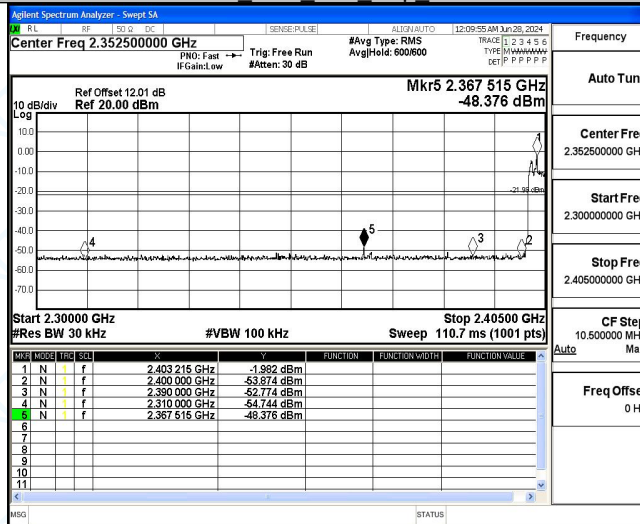 Agilent Spectrum Analyzer - Swept SA
LXI RL RF 50 Ω DC SENSE:PULSE ALIGN AUTO 12:09:55 AM Jun 28, 2024
Center Freq 2.352500000 GHz
PNO: Fast
IFGain:Low
Trig: Free Run
#Atten: 30 dB
#Avg Type: RMS
Avg|Hold: 600/600
TRACE 1 2 3 4 5 6
TYPE M
DET P P P P P P
Ref Offset 12.01 dB
10 dB/div Ref 20.00 dBm
Log
Mkr5 2.367 515 GHz
-48.376 dBm
10.0
0.00
-10.0
-20.0
-30.0
-40.0
-50.0
-60.0
-70.0
1
2
3
4
5
Start 2.30000 GHz Stop 2.40500 GHz
#Res BW 30 kHz #VBW 100 kHz Sweep 110.7 ms (1001 pts)
MKR MODE TRC SCL X Y FUNCTION FUNCTION WIDTH FUNCTION VALUE
1 N 1 f 2.403 215 GHz -1.982 dBm
2 N 1 f 2.400 000 GHz -53.874 dBm
3 N 1 f 2.390 000 GHz -52.774 dBm
4 N 1 f 2.310 000 GHz -54.744 dBm
5 N 1 f 2.367 515 GHz -48.376 dBm
6
7
8
9
10
11
MSG STATUS
Frequency
Auto Tun
Center Fre
2.352500000 GH
Start Fre
2.300000000 GH
Stop Fre
2.405000000 GH
CF Ste
10.500000 MH
Auto Ma
Freq Offse
0 H